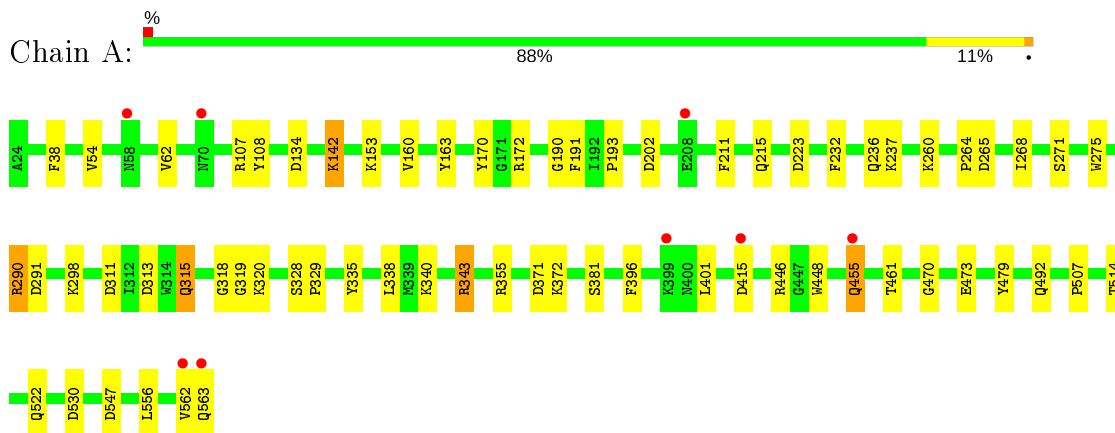 %
Chain A:
88% 11% •
A24 F38 V54 N58 V62 N70 R107 Y108 D134 K142 K153 V160 Y163 Y170 G171 R172 G190 F191 I192 P193 D202 E208 F211 Q215 D223 F232 Q236 K237 K260 P264 D265 I268 S271 W275
R290 D291 K298 D311 I312 D313 W314 Q315 G318 G319 K320 S328 P329 Y335 L338 M339 K340 R343 R355 D371 K372 S381 F396 K399 N400 L401 D415 R446 G447 W448 Q455 T461 G470 E473 Y479 Q492 P507 T514
Q522 D530 D547 L556 V562 Q563